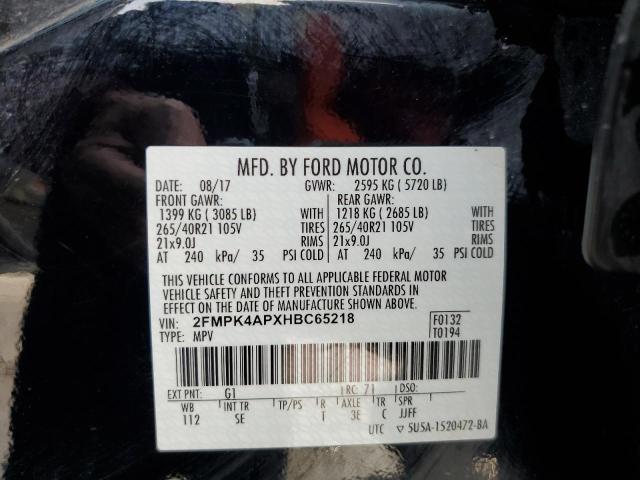 MFD. BY FORD MOTOR CO.
DATE: 08/17 GVWR: 2595 KG ( 5720 LB)
FRONT GAWR: REAR GAWR:
1399 KG ( 3085 LB) WITH 1218 KG ( 2685 LB) WITH
265/40R21 105V TIRES 265/40R21 105V TIRES
21x9.0J RIMS 21x9.0J RIMS
AT 240 kPa/ 35 PSI COLD AT 240 kPa/ 35 PSI COLD
THIS VEHICLE CONFORMS TO ALL APPLICABLE FEDERAL MOTOR
VEHICLE SAFETY AND THEFT PREVENTION STANDARDS IN
EFFECT ON THE DATE OF MANUFACTURE SHOWN ABOVE.
VIN: 2FMPK4APXHBC65218 F0132
TYPE: MPV T0194
EXT PNT: G1 RC: 71 DSO:
WB INT TR TP/PS R AXLE TR SPR
112 SE T 3E C JJFF
UTC ▽ 5U5A-1520472-BA